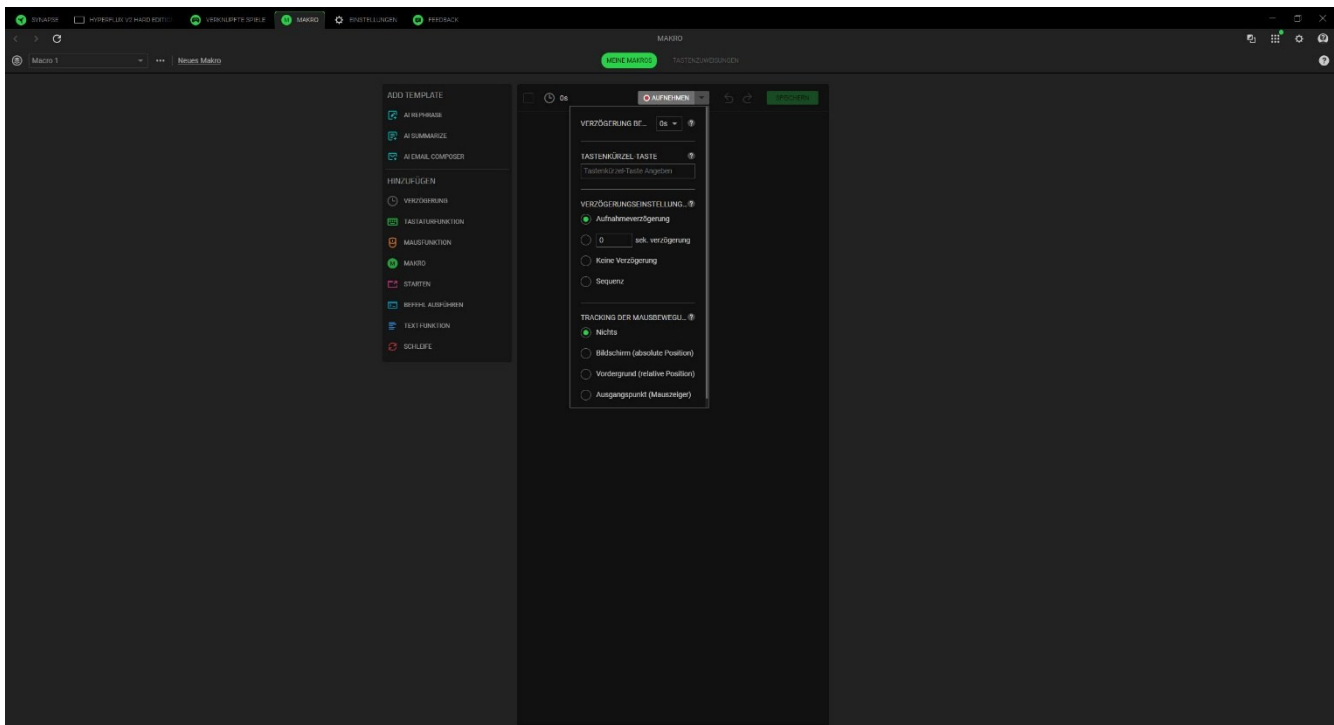 SYNAPSE HYPERFLUX V2 HARD EDITIO VERKNÜPFTE SPIELE MAKRO EINSTELLUNGEN FEEDBACK
MAKRO
Macro 1 Neues Makro MEINE MAKROS TASTENZUWEISUNGEN
ADD TEMPLATE
AI REPHRASE
AI SUMMARIZE
AI EMAIL COMPOSER
HINZUFÜGEN
VERZÖGERUNG
TASTATURFUNKTION
MAUSFUNKTION
MAKRO
STARTEN
BEFEHL AUSFÜHREN
TEXT FUNKTION
SCHLEIFE
0s AUFNEHMEN SPEICHERN
VERZÖGERUNG BE... 0s
TASTENKÜRZEL-TASTE
Tastenkürzel-Taste Angeben
VERZÖGERUNGSEINSTELLUNG...
Aufnahmeverzögerung
0 sek. verzögerung
Keine Verzögerung
Sequenz
TRACKING DER MAUSBEWEGU...
Nichts
Bildschirm (absolute Position)
Vordergrund (relative Position)
Ausgangspunkt (Mauszeiger)